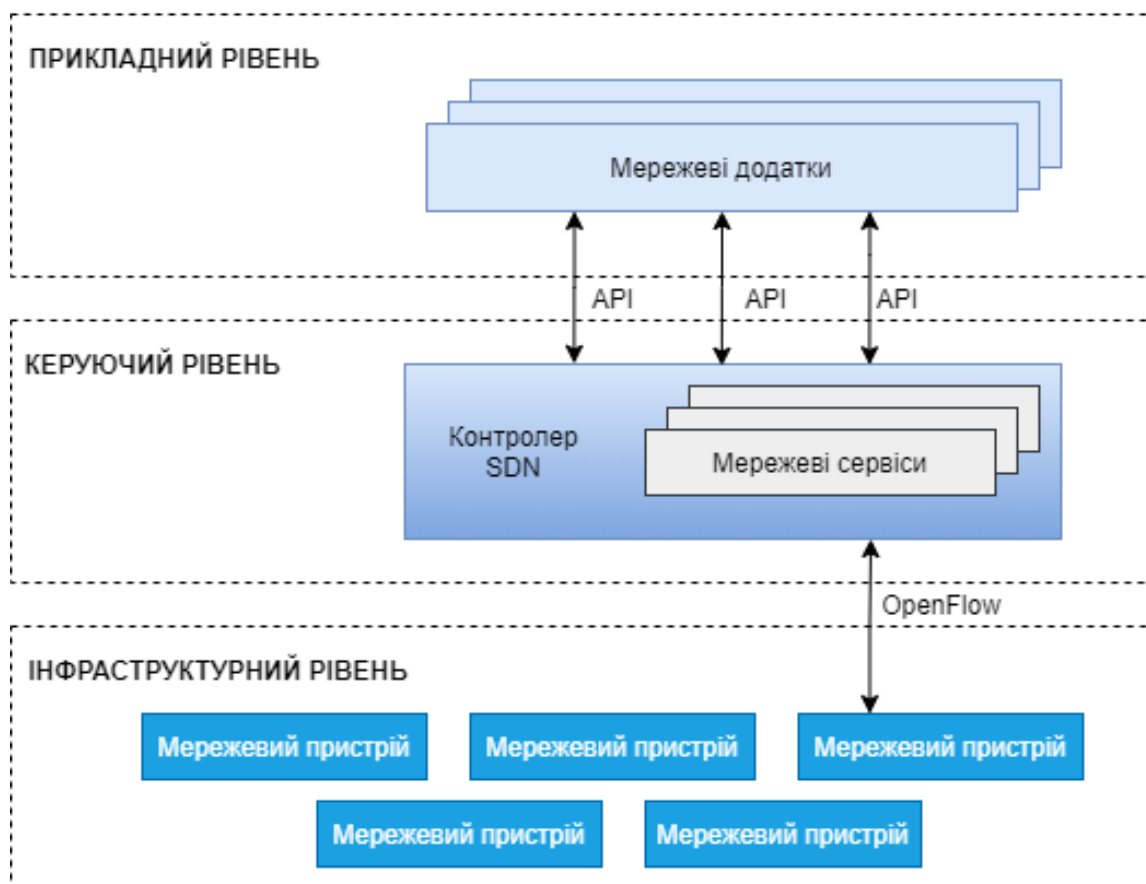 ПРИКЛАДНИЙ РІВЕНЬ
Мережеві додатки
API
API
API
КЕРУЮЧИЙ РІВЕНЬ
Контролер
SDN
Мережеві сервіси
OpenFlow
ІНФРАСТРУКТУРНИЙ РІВЕНЬ
Мережевий пристрій
Мережевий пристрій
Мережевий пристрій
Мережевий пристрій
Мережевий пристрій